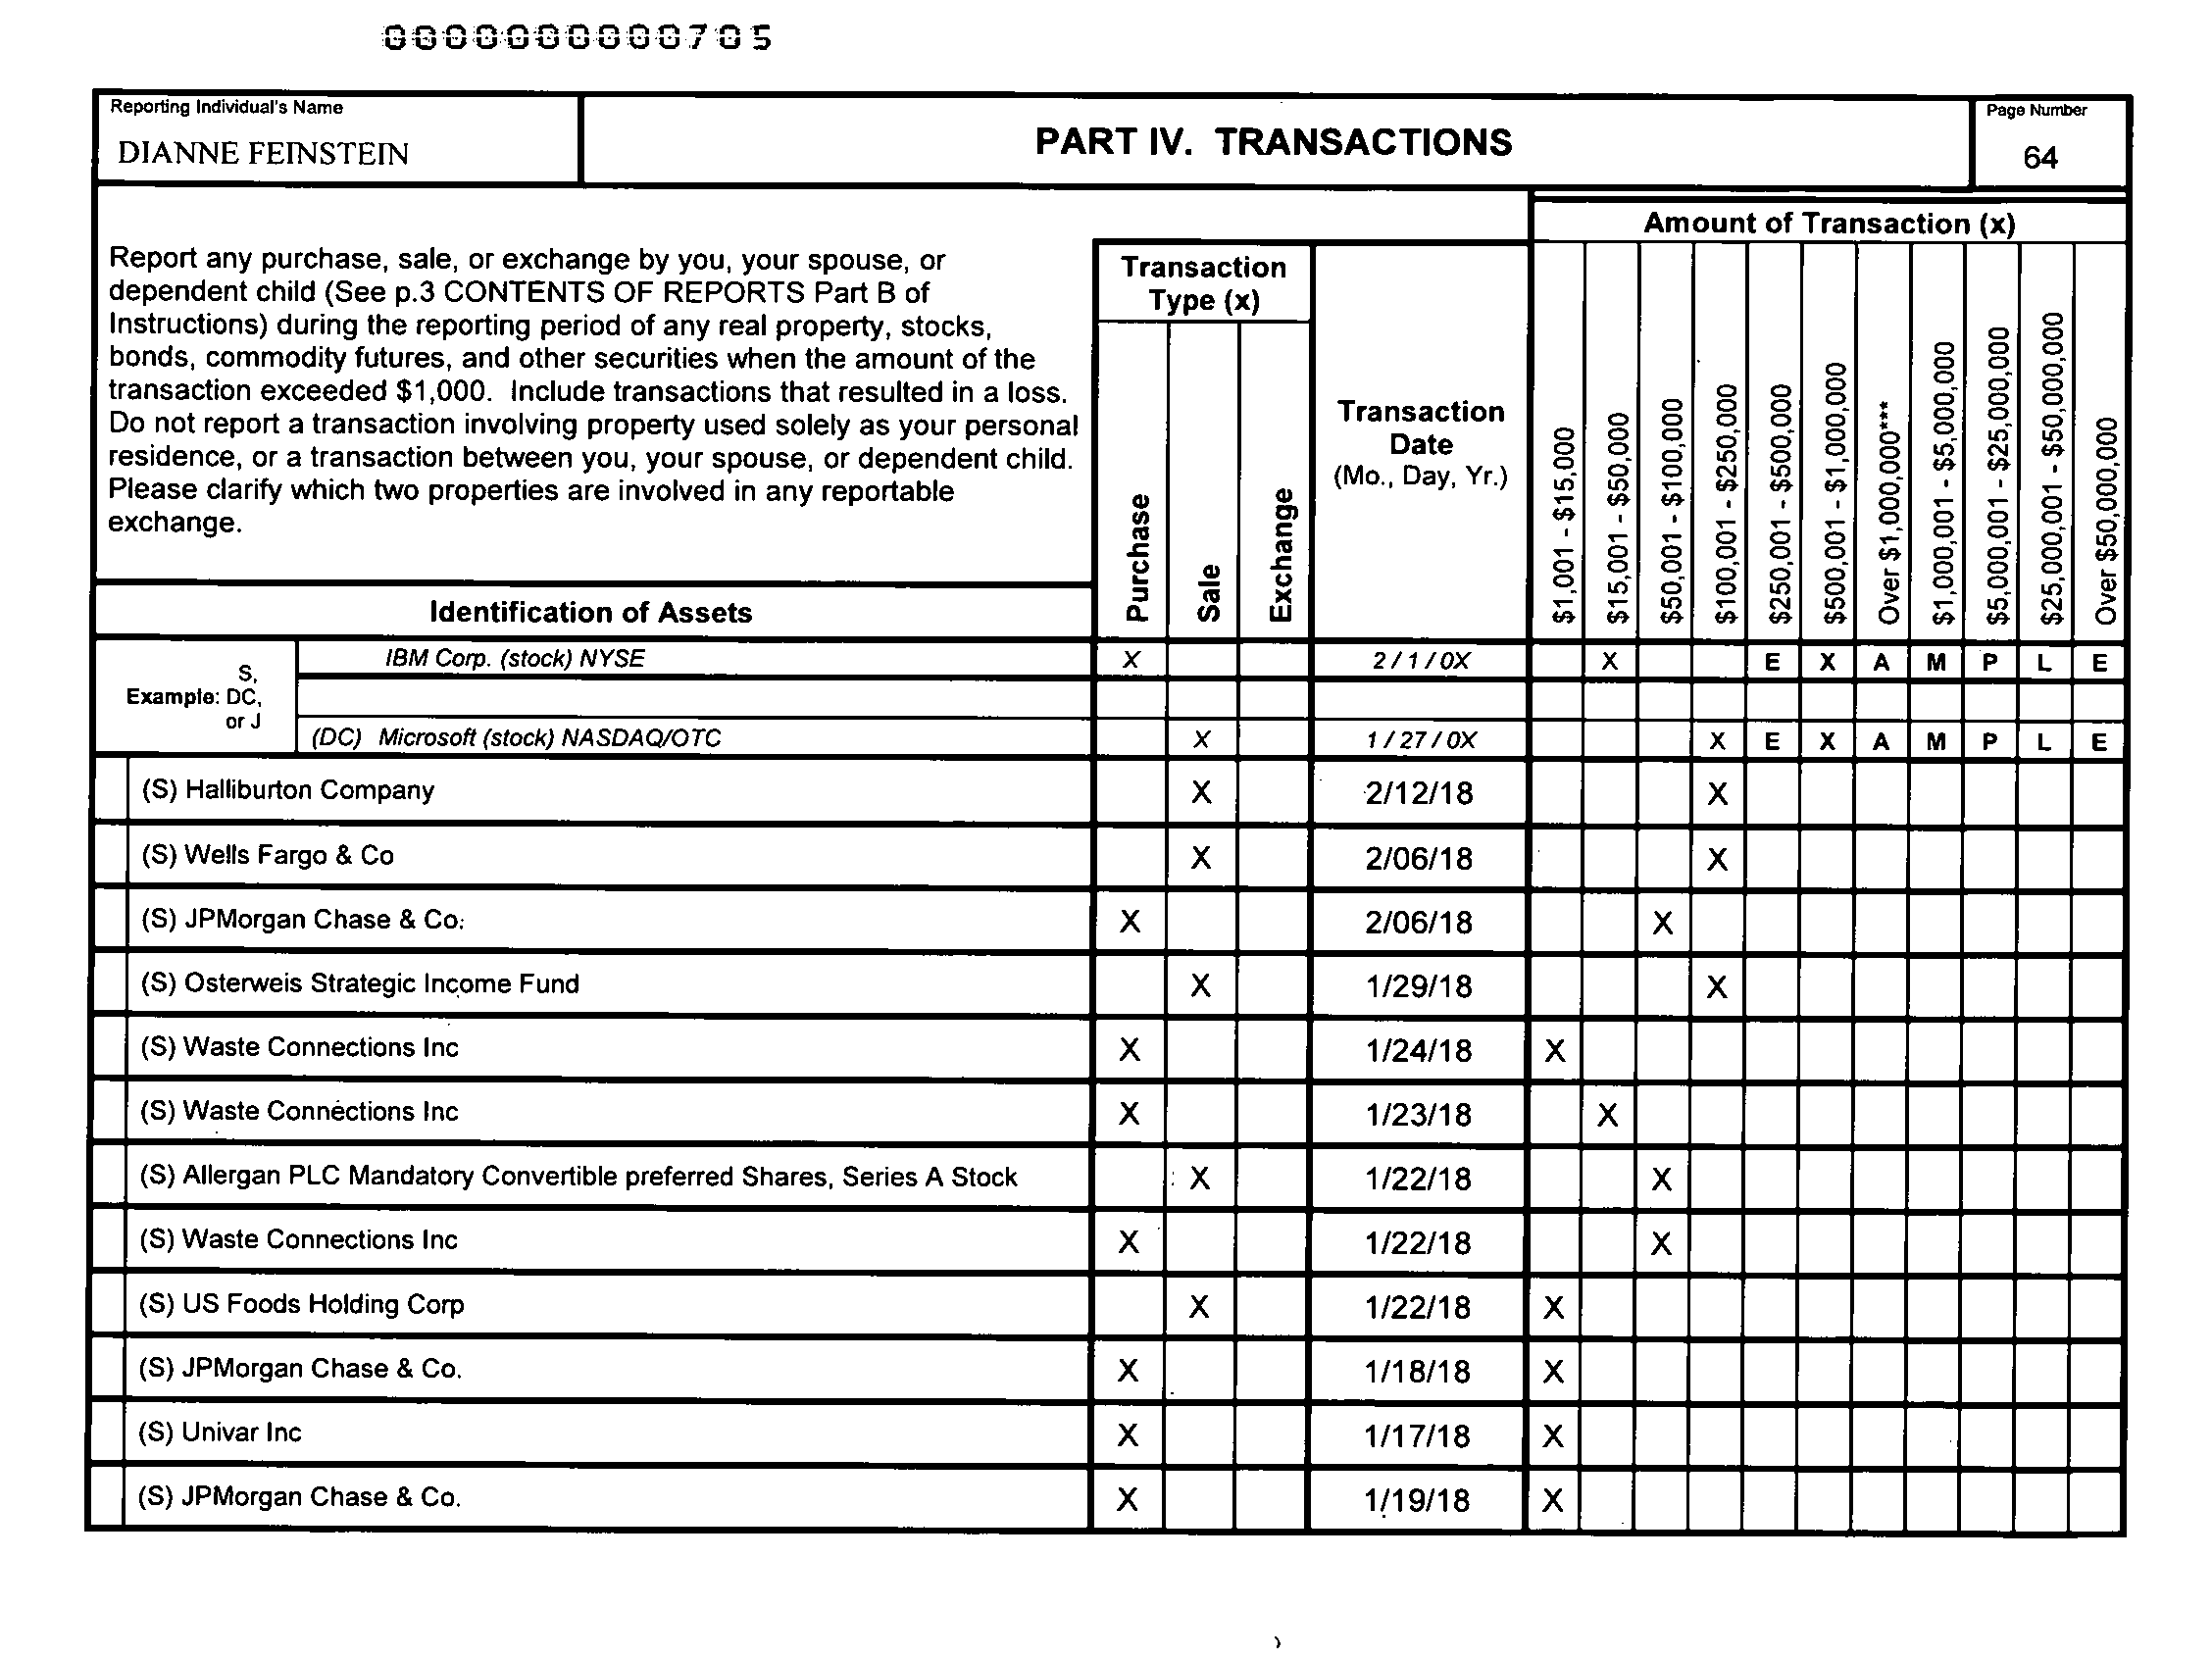 0000000000705
Reporting Individual's Name
DIANNE FEINSTEIN
PART IV. TRANSACTIONS
Page Number
64
Report any purchase, sale, or exchange by you, your spouse, or
dependent child (See p.3 CONTENTS OF REPORTS Part B of
Instructions) during the reporting period of any real property, stocks,
bonds, commodity futures, and other securities when the amount of the
transaction exceeded $1,000. Include transactions that resulted in a loss.
Do not report a transaction involving property used solely as your personal
residence, or a transaction between you, your spouse, or dependent child.
Please clarify which two properties are involved in any reportable
exchange.
Identification of Assets
Transaction
Type (x)
Purchase
Sale
Exchange
Transaction
Date
(Mo., Day, Yr.)
Amount of Transaction (x)
$1,001 - $15,000
$15,001 - $50,000
$50,001 - $100,000
$100,001 - $250,000
$250,001 - $500,000
$500,001 - $1,000,000
Over $1,000,000***
$1,000,001 - $5,000,000
$5,000,001 - $25,000,000
$25,000,001 - $50,000,000
Over $50,000,000
S,
Example: DC,
or J
IBM Corp. (stock) NYSE X 2 / 1 / 0X X E X A M P L E
(DC) Microsoft (stock) NASDAQ/OTC X 1 / 27 / 0X X E X A M P L E
(S) Halliburton Company X 2/12/18 X
(S) Wells Fargo & Co X 2/06/18 X
(S) JPMorgan Chase & Co. X 2/06/18 X
(S) Osterweis Strategic Income Fund X 1/29/18 X
(S) Waste Connections Inc X 1/24/18 X
(S) Waste Connections Inc X 1/23/18 X
(S) Allergan PLC Mandatory Convertible preferred Shares, Series A Stock X 1/22/18 X
(S) Waste Connections Inc X 1/22/18 X
(S) US Foods Holding Corp X 1/22/18 X
(S) JPMorgan Chase & Co. X 1/18/18 X
(S) Univar Inc X 1/17/18 X
(S) JPMorgan Chase & Co. X 1/19/18 X